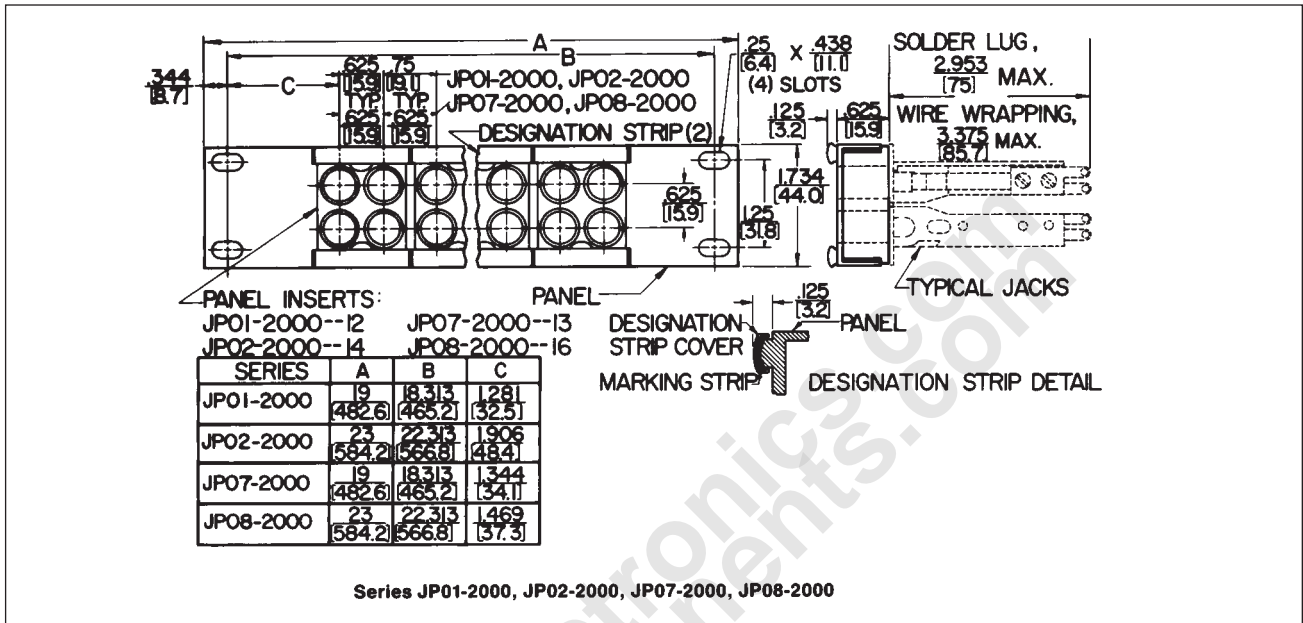 A
B
.344
[8.7]
C
.625 .75
[15.9] [19.1]
TYP. TYP.
.625 .625
[15.9] [15.9]
JP01-2000, JP02-2000
JP07-2000, JP08-2000
DESIGNATION STRIP (2)
.25 X .438
[6.4] [11.1]
(4) SLOTS
SOLDER LUG,
2.953 MAX.
[75]
WIRE WRAPPING,
3.375 MAX.
[85.7]
.125
[3.2]
.625
[15.9]
1.734
[44.0]
.625
[15.9]
1.25
[31.8]
TYPICAL JACKS
PANEL
PANEL INSERTS:
JP01-2000--12 JP07-2000--13
JP02-2000--14 JP08-2000--16
.125
[3.2]
DESIGNATION
STRIP COVER
PANEL
MARKING STRIP
DESIGNATION STRIP DETAIL
SERIES A B C
JP01-2000 19 18.313 1.281
[482.6] [465.2] [32.5]
JP02-2000 23 22.313 1.906
[584.2] [566.8] [48.4]
JP07-2000 19 18.313 1.344
[482.6] [465.2] [34.1]
JP08-2000 23 22.313 1.469
[584.2] [566.8] [37.3]
Series JP01-2000, JP02-2000, JP07-2000, JP08-2000